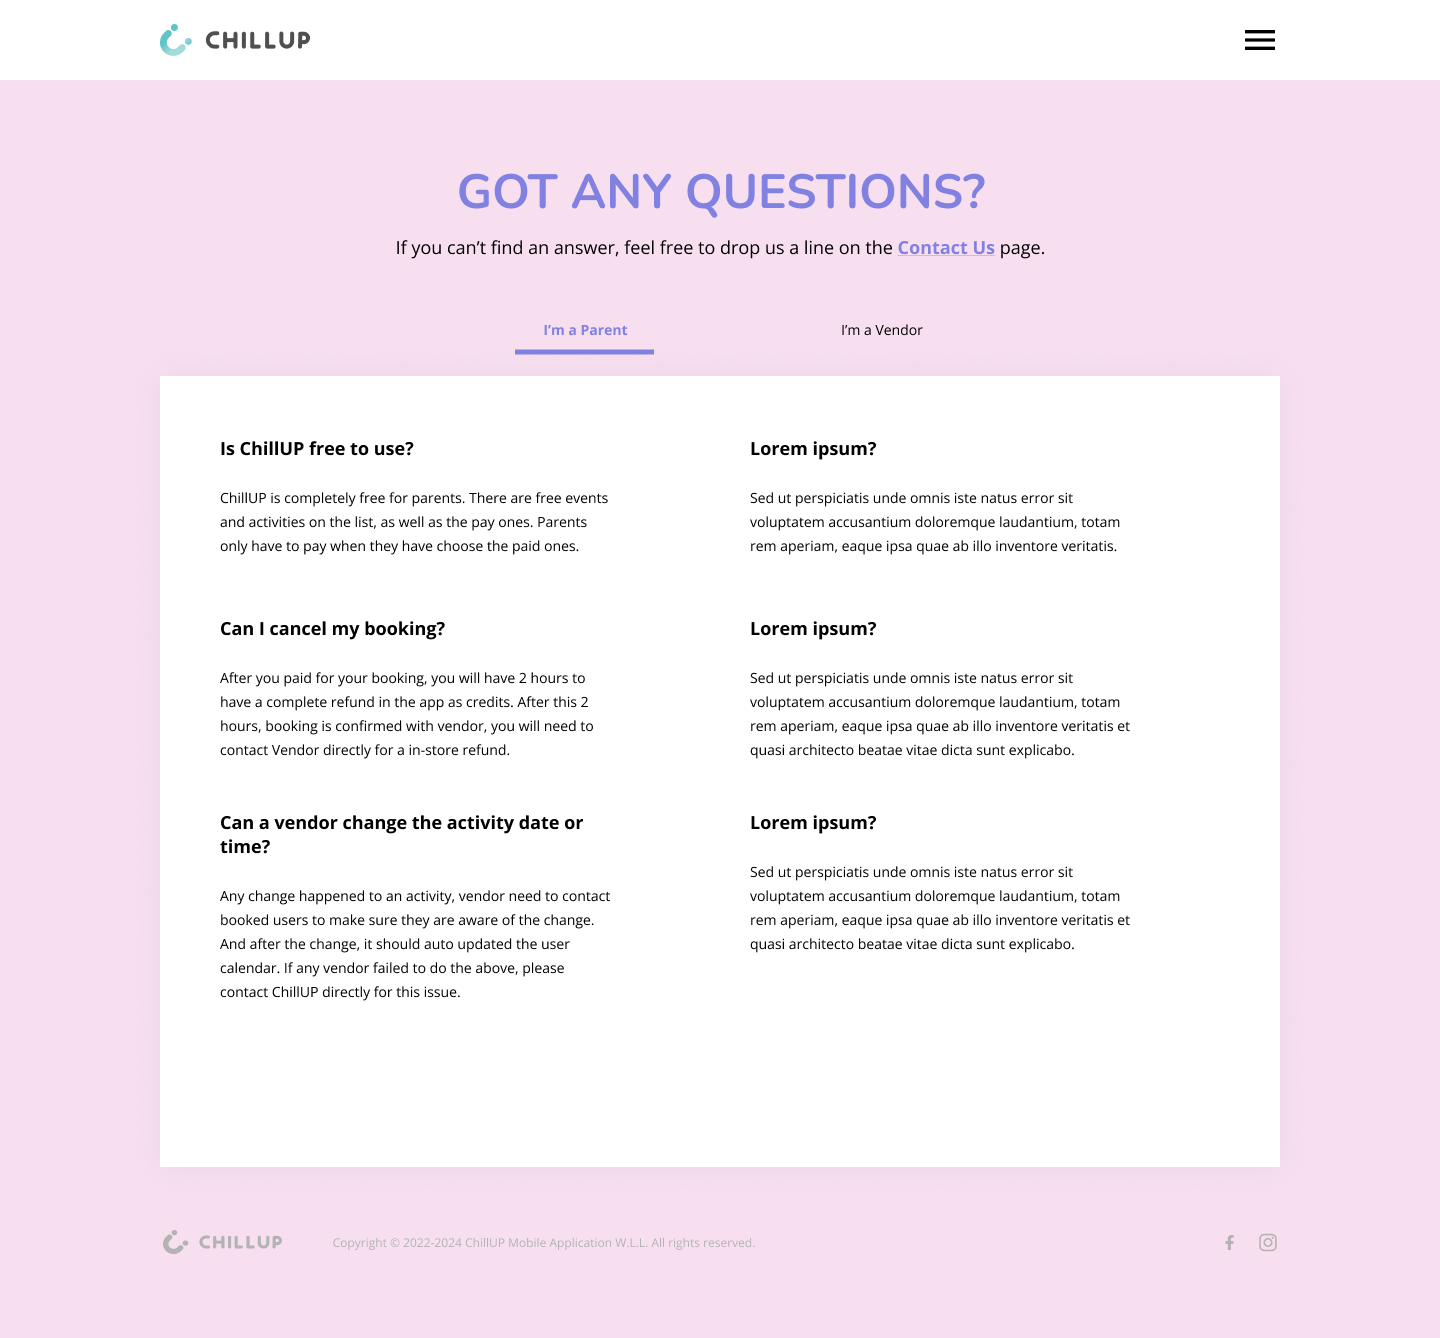 CHILLUP
GOT ANY QUESTIONS?
If you can’t find an answer, feel free to drop us a line on the Contact Us page.
I’m a Parent
I’m a Vendor
Is ChillUP free to use?
ChillUP is completely free for parents. There are free events
and activities on the list, as well as the pay ones. Parents
only have to pay when they have choose the paid ones.
Can I cancel my booking?
After you paid for your booking, you will have 2 hours to
have a complete refund in the app as credits. After this 2
hours, booking is confirmed with vendor, you will need to
contact Vendor directly for a in-store refund.
Can a vendor change the activity date or
time?
Any change happened to an activity, vendor need to contact
booked users to make sure they are aware of the change.
And after the change, it should auto updated the user
calendar. If any vendor failed to do the above, please
contact ChillUP directly for this issue.
Lorem ipsum?
Sed ut perspiciatis unde omnis iste natus error sit
voluptatem accusantium doloremque laudantium, totam
rem aperiam, eaque ipsa quae ab illo inventore veritatis.
Lorem ipsum?
Sed ut perspiciatis unde omnis iste natus error sit
voluptatem accusantium doloremque laudantium, totam
rem aperiam, eaque ipsa quae ab illo inventore veritatis et
quasi architecto beatae vitae dicta sunt explicabo.
Lorem ipsum?
Sed ut perspiciatis unde omnis iste natus error sit
voluptatem accusantium doloremque laudantium, totam
rem aperiam, eaque ipsa quae ab illo inventore veritatis et
quasi architecto beatae vitae dicta sunt explicabo.
CHILLUP
Copyright © 2022-2024 ChillUP Mobile Application W.L.L. All rights reserved.